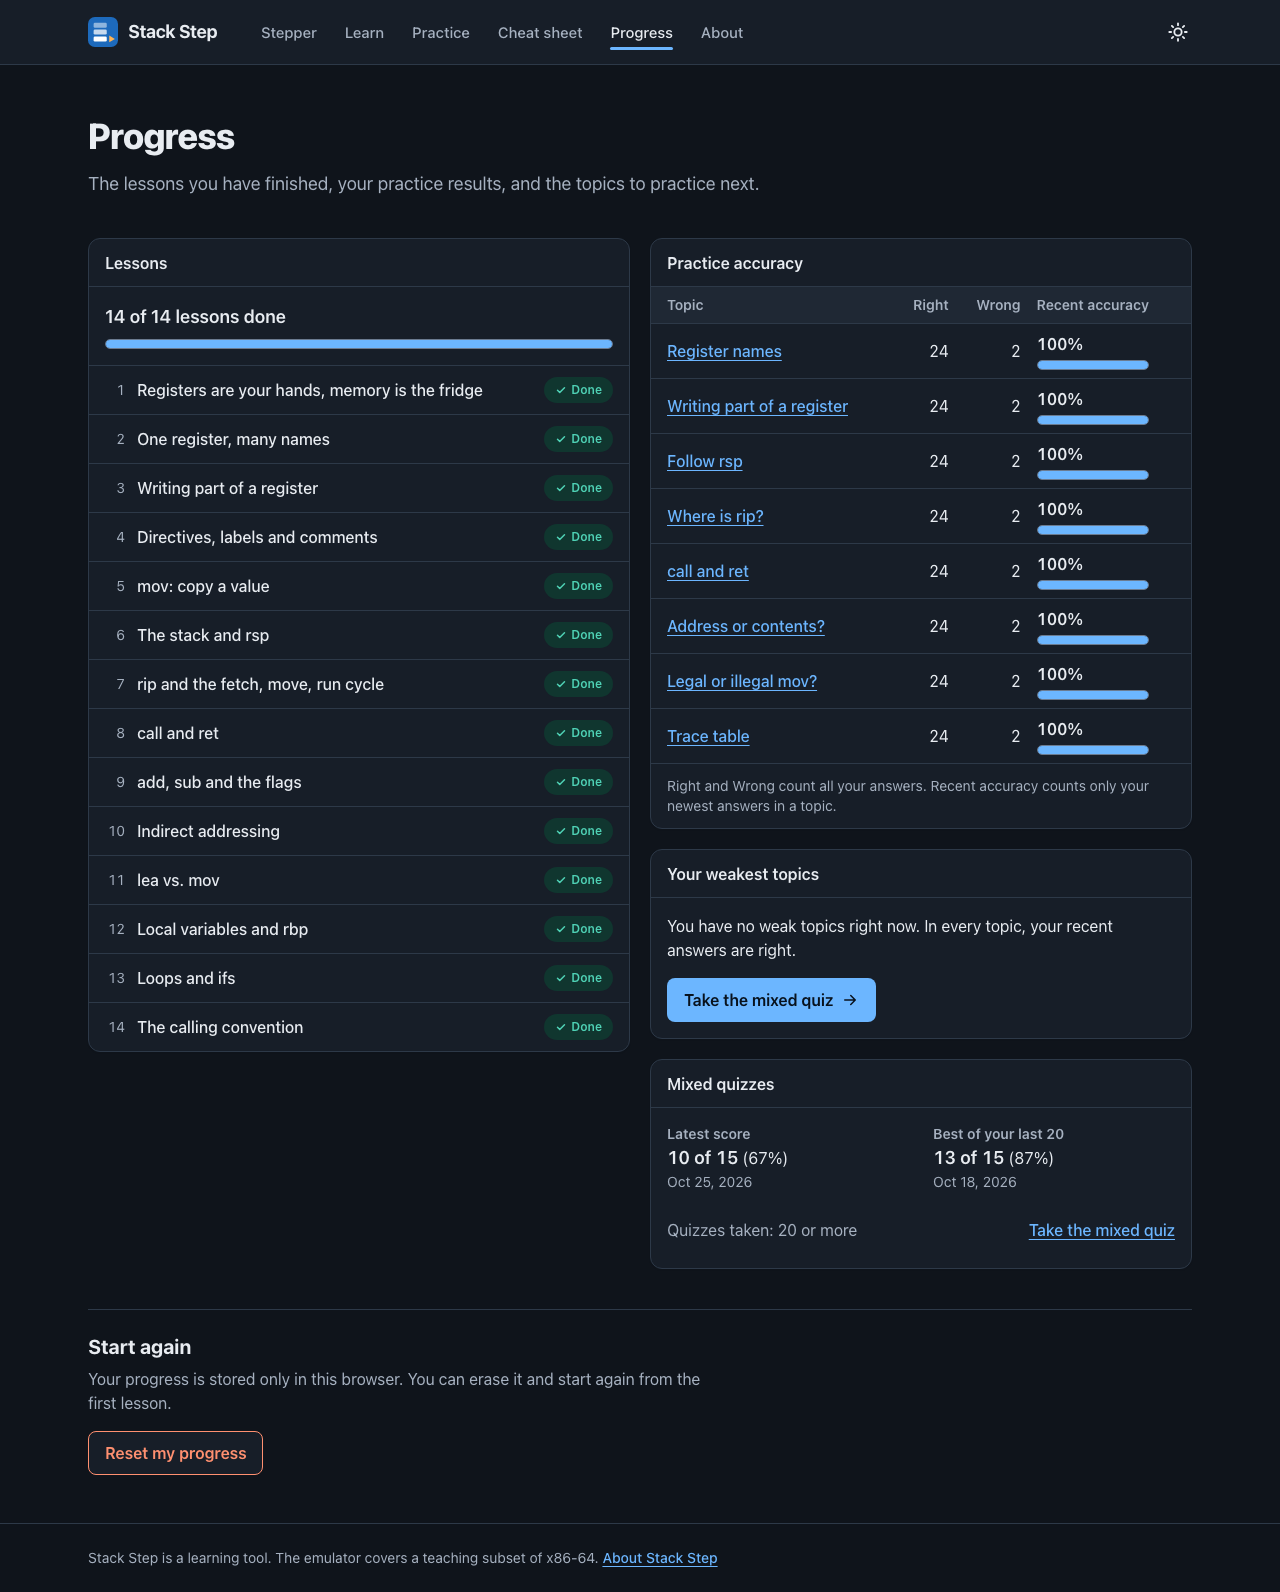 Stack Step
Stepper
Learn
Practice
Cheat sheet
Progress
About
Progress
The lessons you have finished, your practice results, and the topics to practice next.
Lessons
14 of 14 lessons done
1 Registers are your hands, memory is the fridge Done
2 One register, many names Done
3 Writing part of a register Done
4 Directives, labels and comments Done
5 mov: copy a value Done
6 The stack and rsp Done
7 rip and the fetch, move, run cycle Done
8 call and ret Done
9 add, sub and the flags Done
10 Indirect addressing Done
11 lea vs. mov Done
12 Local variables and rbp Done
13 Loops and ifs Done
14 The calling convention Done
Practice accuracy
Topic Right Wrong Recent accuracy
Register names 24 2 100%
Writing part of a register 24 2 100%
Follow rsp 24 2 100%
Where is rip? 24 2 100%
call and ret 24 2 100%
Address or contents? 24 2 100%
Legal or illegal mov? 24 2 100%
Trace table 24 2 100%
Right and Wrong count all your answers. Recent accuracy counts only your
newest answers in a topic.
Your weakest topics
You have no weak topics right now. In every topic, your recent
answers are right.
Take the mixed quiz →
Mixed quizzes
Latest score
10 of 15 (67%)
Oct 25, 2026
Best of your last 20
13 of 15 (87%)
Oct 18, 2026
Quizzes taken: 20 or more
Take the mixed quiz
Start again
Your progress is stored only in this browser. You can erase it and start again from the
first lesson.
Reset my progress
Stack Step is a learning tool. The emulator covers a teaching subset of x86-64. About Stack Step